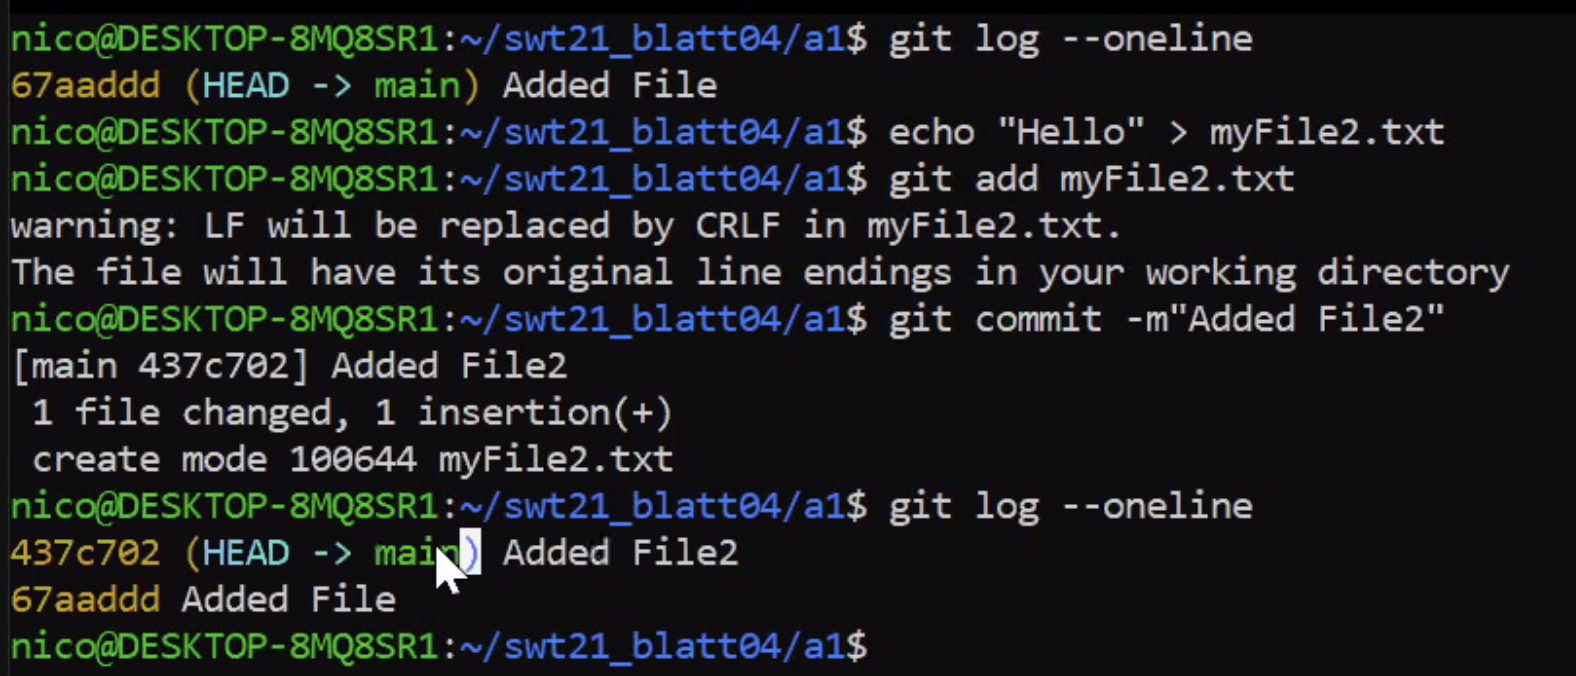 nico@DESKTOP-8MQ8SR1:~/swt21_blatt04/a1$ git log --oneline
67aaddd (HEAD -> main) Added File
nico@DESKTOP-8MQ8SR1:~/swt21_blatt04/a1$ echo "Hello" > myFile2.txt
nico@DESKTOP-8MQ8SR1:~/swt21_blatt04/a1$ git add myFile2.txt
warning: LF will be replaced by CRLF in myFile2.txt.
The file will have its original line endings in your working directory
nico@DESKTOP-8MQ8SR1:~/swt21_blatt04/a1$ git commit -m"Added File2"
[main 437c702] Added File2
 1 file changed, 1 insertion(+)
 create mode 100644 myFile2.txt
nico@DESKTOP-8MQ8SR1:~/swt21_blatt04/a1$ git log --oneline
437c702 (HEAD -> main) Added File2
67aaddd Added File
nico@DESKTOP-8MQ8SR1:~/swt21_blatt04/a1$